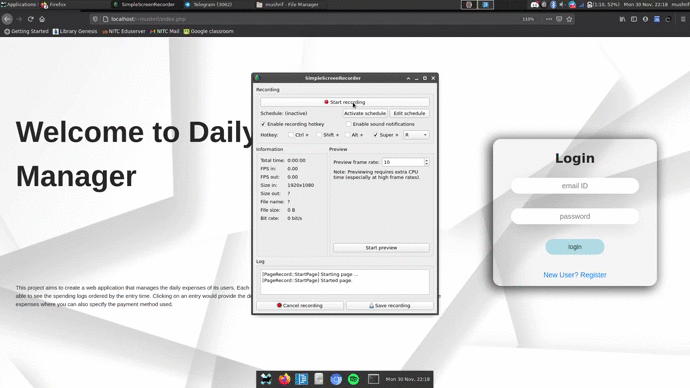 Applications
Firefox
SimpleScreenRecorder
Telegram (3062)
mushrif - File Manager
(1:10, 52%)
Mon 30 Nov, 22:18
mushrif
localhost/~mushrif/index.php
110%
Getting Started
Library Genesis
NITC Eduserver
NITC Mail
Google classroom
Welcome to Daily
Manager
This project aims to create a web application that manages the daily expenses of its users. Each
able to see the spending logs ordered by the entry time. Clicking on an entry would provide the de
expenses where you can also specify the payment method used.
SimpleScreenRecorder
Recording
Start recording
Schedule: (inactive)
Activate schedule
Edit schedule
Enable recording hotkey
Enable sound notifications
Hotkey:
Ctrl +
Shift +
Alt +
Super +
R
Information
Total time: 0:00:00
FPS in: 0.00
FPS out: 0.00
Size in: 1920x1080
Size out: ?
File name: ?
File size: 0 B
Bit rate: 0 bit/s
Preview
Preview frame rate: 10
Note: Previewing requires extra CPU
time (especially at high frame rates).
Start preview
Log
[PageRecord::StartPage] Starting page ...
[PageRecord::StartPage] Started page.
Cancel recording
Save recording
Login
email ID
password
login
New User? Register
Mon 30 Nov, 22:18